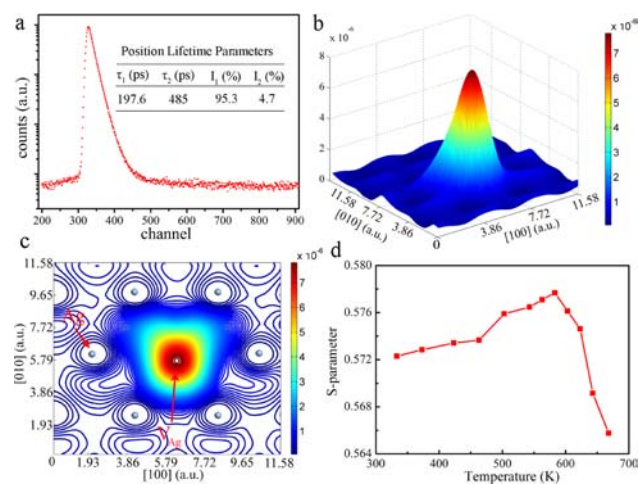 a
Position Lifetime Parameters
τ1 (ps) τ2 (ps) I1 (%) I2 (%)
197.6 485 95.3 4.7
counts (a.u.)
200 300 400 500 600 700 800 900
channel
b
8 x 10^-6
6
4
2
0
11.58
7.72
3.86
0
[010] (a.u.)
3.86
7.72
11.58
[100] (a.u.)
x 10^-6
7
6
5
4
3
2
1
c
11.58
9.65
7.72
5.79
3.86
1.93
[010] (a.u.)
Ag
VAg
0 1.93 3.86 5.79 7.72 9.65 11.58
[100] (a.u.)
x 10^-6
7
6
5
4
3
2
1
d
0.580
0.576
0.572
0.568
0.564
S-parameter
300 400 500 600 700
Temperature (K)